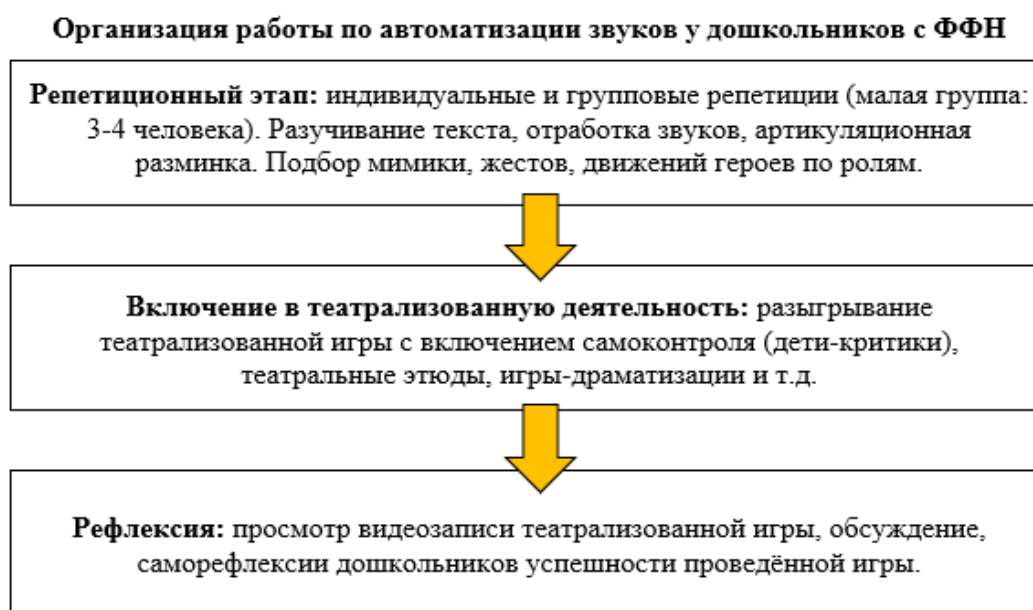 Организация работы по автоматизации звуков у дошкольников с ФФН
Репетиционный этап: индивидуальные и групповые репетиции (малая группа:
3-4 человека). Разучивание текста, отработка звуков, артикуляционная
разминка. Подбор мимики, жестов, движений героев по ролям.
Включение в театрализованную деятельность: разыгрывание
театрализованной игры с включением самоконтроля (дети-критики),
театральные этюды, игры-драматизации и т.д.
Рефлексия: просмотр видеозаписи театрализованной игры, обсуждение,
саморефлексии дошкольников успешности проведённой игры.